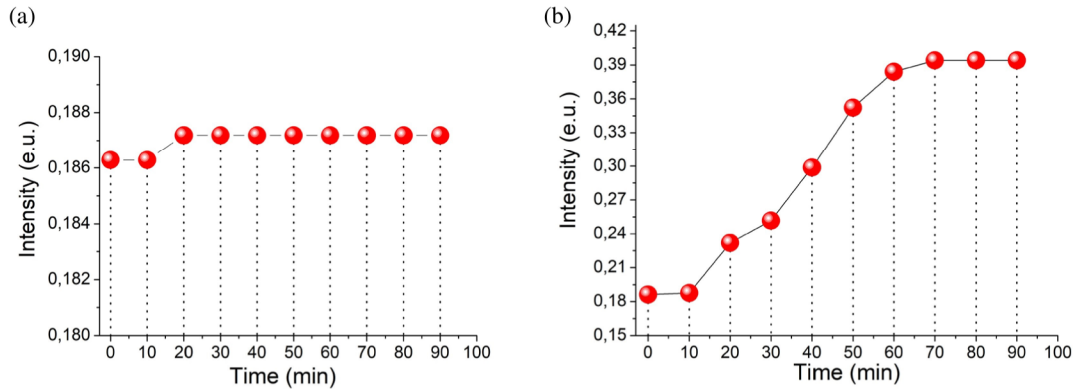 (a)
0,190
0,188
0,186
0,184
0,182
0,180
Intensity (e.u.)
0 10 20 30 40 50 60 70 80 90 100
Time (min)
(b)
0,42
0,39
0,36
0,33
0,30
0,27
0,24
0,21
0,18
0,15
Intensity (e.u.)
0 10 20 30 40 50 60 70 80 90 100
Time (min)